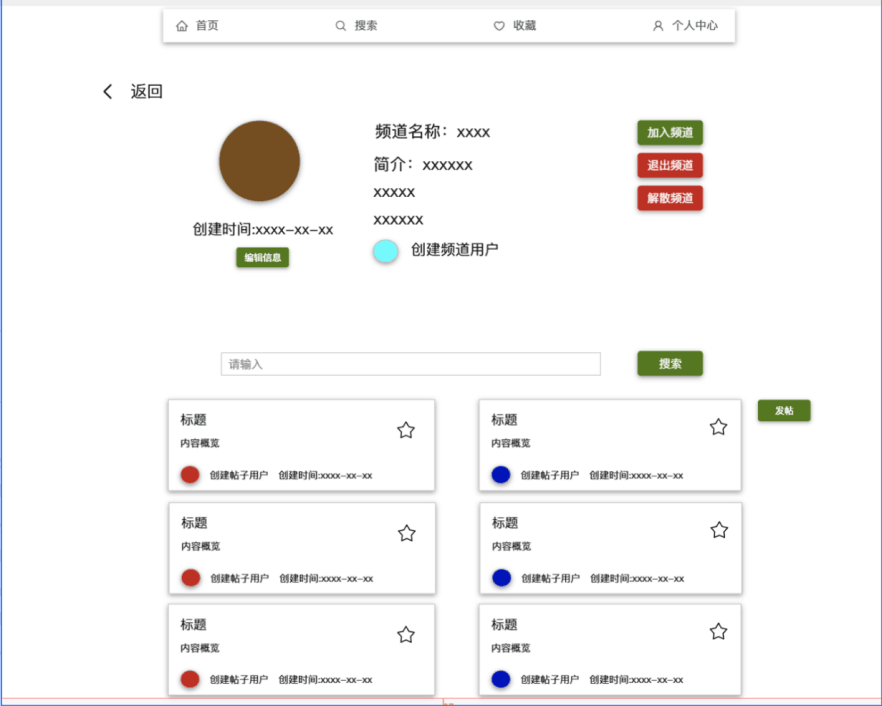 首页 搜索 收藏 个人中心
返回
频道名称：xxxx
加入频道
简介：xxxxxx
退出频道
xxxxx
解散频道
xxxxxx
创建时间:xxxx-xx-xx
创建频道用户
编辑信息
请输入
搜索
标题
内容概览
创建帖子用户 创建时间:xxxx-xx-xx
标题
内容概览
创建帖子用户 创建时间:xxxx-xx-xx
发帖
标题
内容概览
创建帖子用户 创建时间:xxxx-xx-xx
标题
内容概览
创建帖子用户 创建时间:xxxx-xx-xx
标题
内容概览
创建帖子用户 创建时间:xxxx-xx-xx
标题
内容概览
创建帖子用户 创建时间:xxxx-xx-xx